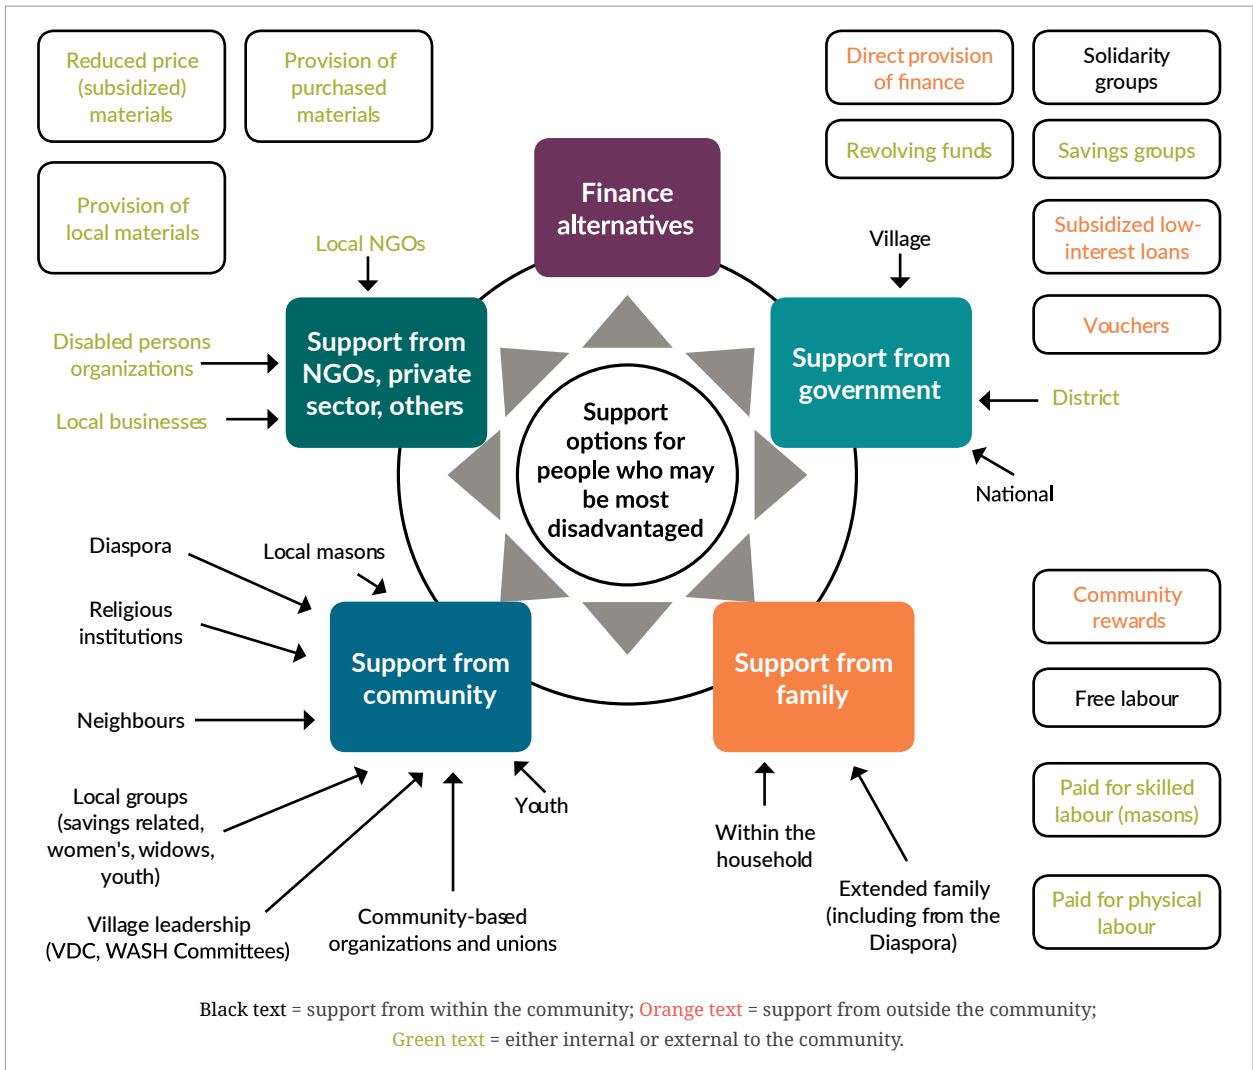 Reduced price
(subsidized)
materials
Provision of
purchased
materials
Provision of
local materials
Direct provision
of finance
Solidarity
groups
Revolving funds
Savings groups
Subsidized low-
interest loans
Vouchers
Finance
alternatives
Local NGOs
Village
Disabled persons
organizations
Local businesses
Support from
NGOs, private
sector, others
Support from
government
District
National
Support
options for
people who may
be most
disadvantaged
Diaspora
Local masons
Religious
institutions
Neighbours
Support from
community
Support from
family
Local groups
(savings related,
women's, widows,
youth)
Village leadership
(VDC, WASH Committees)
Community-based
organizations and unions
Youth
Within the
household
Extended family
(including from the
Diaspora)
Community
rewards
Free labour
Paid for skilled
labour (masons)
Paid for physical
labour
Black text = support from within the community; Orange text = support from outside the community;
Green text = either internal or external to the community.